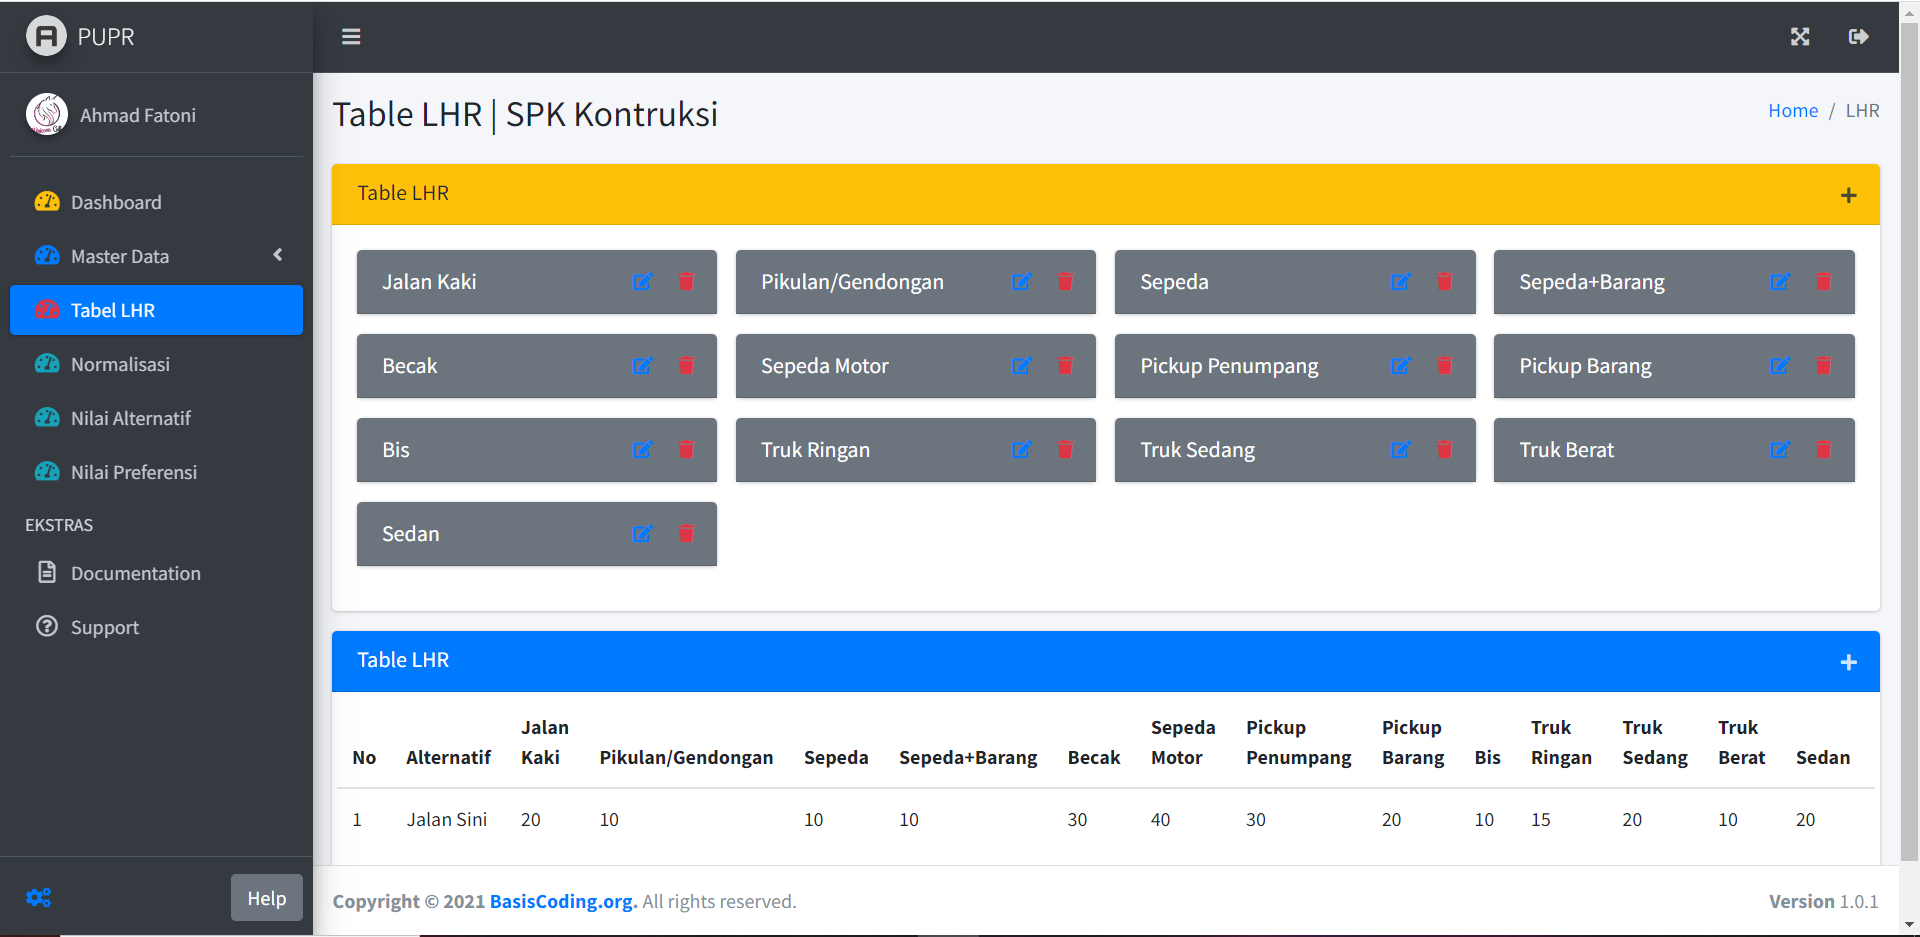 PUPR
Ahmad Fatoni
Dashboard
Master Data
Tabel LHR
Normalisasi
Nilai Alternatif
Nilai Preferensi
EKSTRAS
Documentation
Support
Help
Table LHR | SPK Kontruksi
Home / LHR
Table LHR
Jalan Kaki
Pikulan/Gendongan
Sepeda
Sepeda+Barang
Becak
Sepeda Motor
Pickup Penumpang
Pickup Barang
Bis
Truk Ringan
Truk Sedang
Truk Berat
Sedan
Table LHR
No Alternatif Jalan Kaki Pikulan/Gendongan Sepeda Sepeda+Barang Becak Sepeda Motor Pickup Penumpang Pickup Barang Bis Truk Ringan Truk Sedang Truk Berat Sedan
1 Jalan Sini 20 10 10 10 30 40 30 20 10 15 20 10 20
Copyright © 2021 BasisCoding.org. All rights reserved.
Version 1.0.1